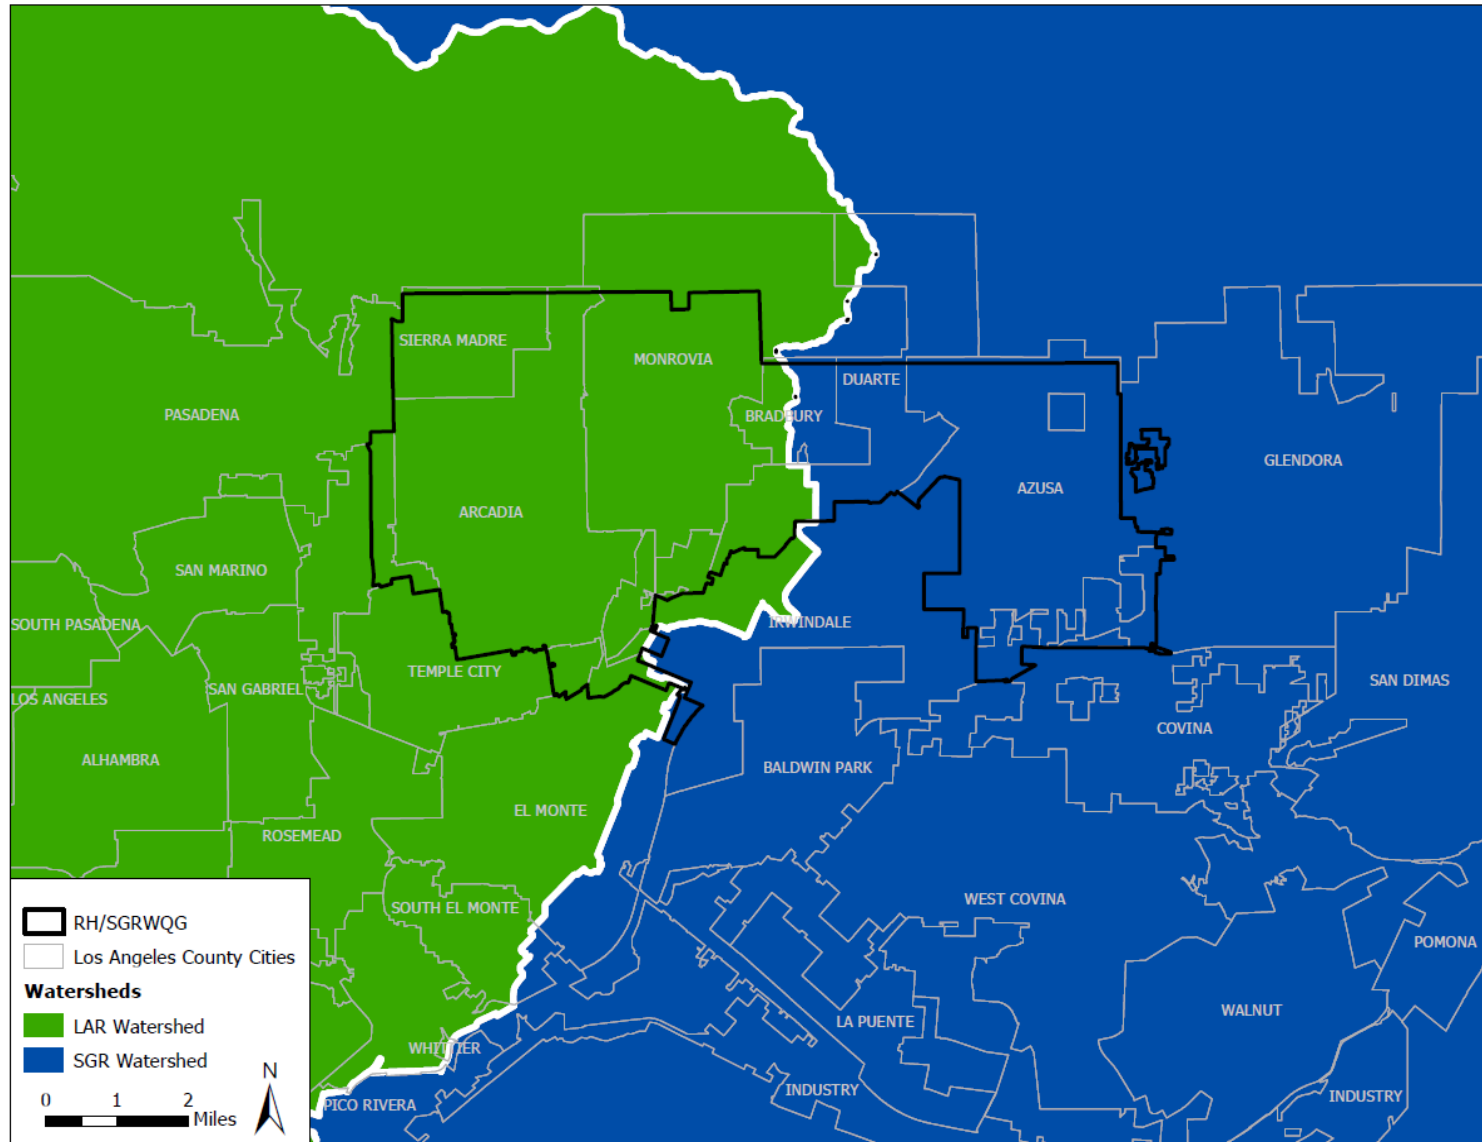 SIERRA MADRE
MONROVIA
DUARTE
PASADENA
BRADBURY
GLENDORA
AZUSA
ARCADIA
SAN MARINO
SOUTH PASADENA
IRWINDALE
TEMPLE CITY
SAN GABRIEL
SAN DIMAS
LOS ANGELES
COVINA
ALHAMBRA
BALDWIN PARK
EL MONTE
ROSEMEAD
WEST COVINA
SOUTH EL MONTE
POMONA
WALNUT
LA PUENTE
WHITTIER
INDUSTRY
INDUSTRY
PICO RIVERA
RH/SGRWQG
Los Angeles County Cities
Watersheds
LAR Watershed
SGR Watershed
N
0 1 2
Miles